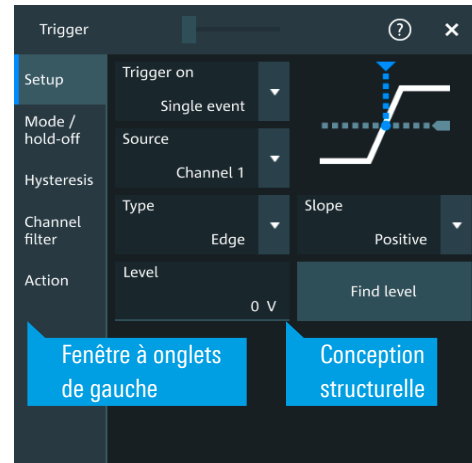 Trigger
Setup
Mode /
hold-off
Hysteresis
Channel
filter
Action
Trigger on
Single event
Source
Channel 1
Type
Edge
Slope
Positive
Level
0 V
Find level
Fenêtre à onglets
de gauche
Conception
structurelle